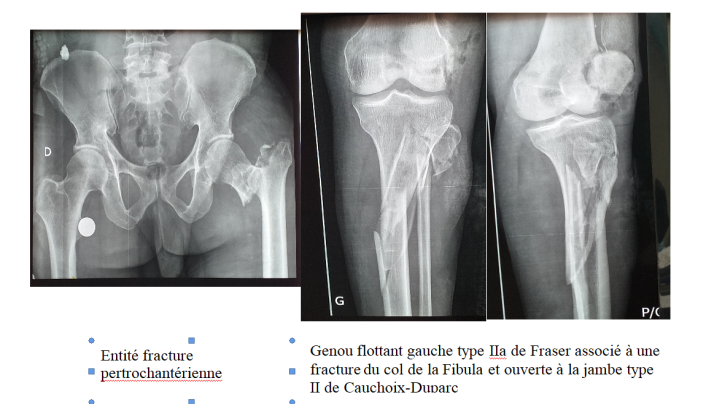 D
G
P/(
Entité fracture
pertrochantérienne
Genou flottant gauche type IIa de Fraser associé à une
fracture du col de la Fibula et ouverte à la jambe type
II de Cauchoix-Duparc